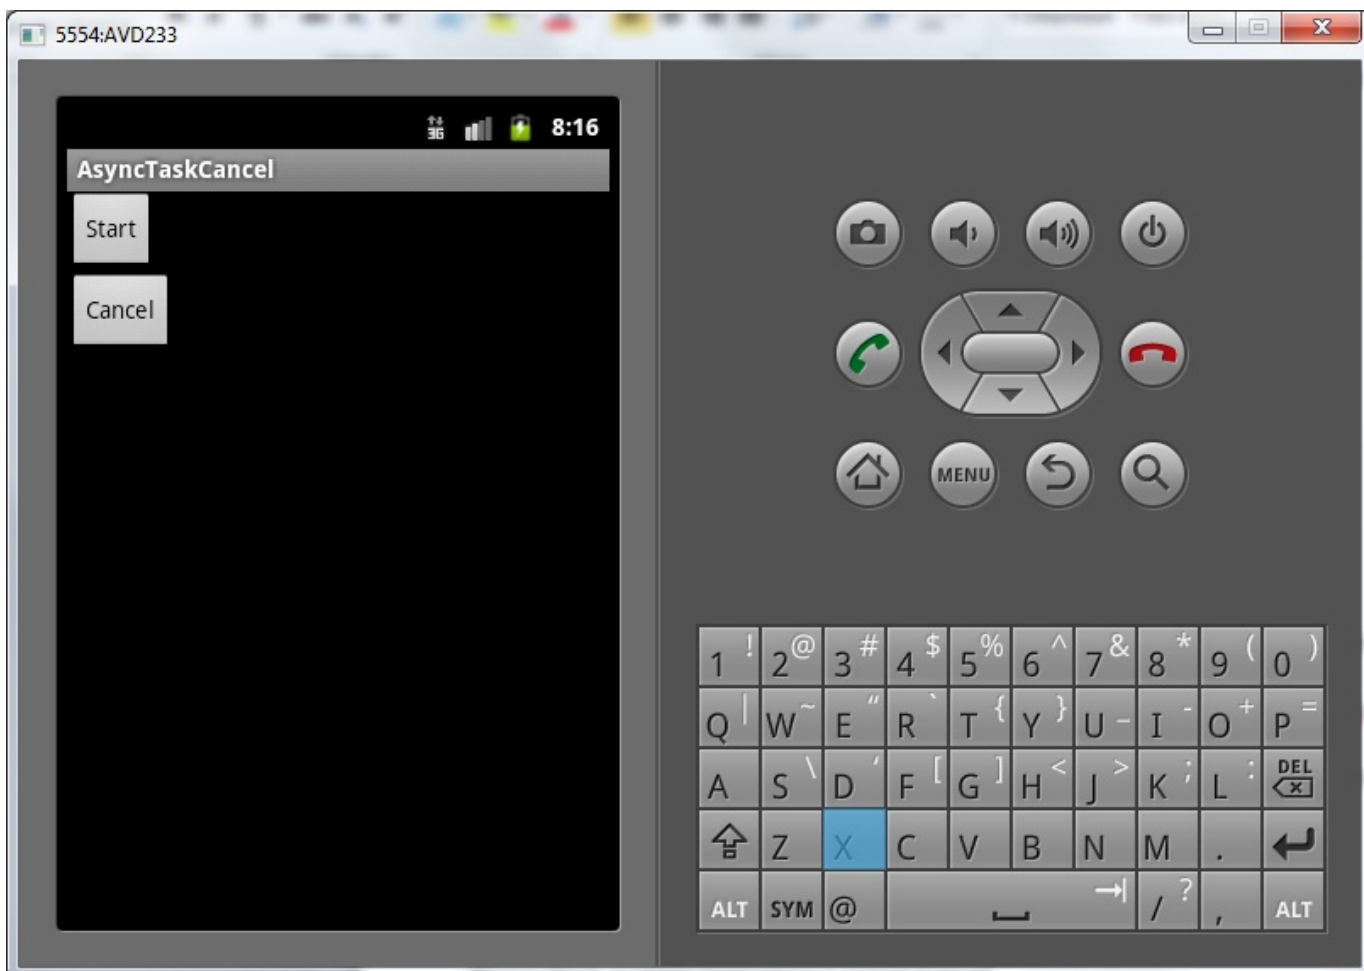 5554:AVD233
3G 8:16
AsyncTaskCancel
Start
Cancel
MENU
1 ! 2 @ 3 # 4 $ 5 % 6 ^ 7 & 8 * 9 ( 0 )
Q | W ~ E " R ` T { Y } U _ I - O + P =
A S \ D ' F [ G ] H < J > K ; L : DEL
Z X C V B N M .
ALT SYM @ / ? , ALT